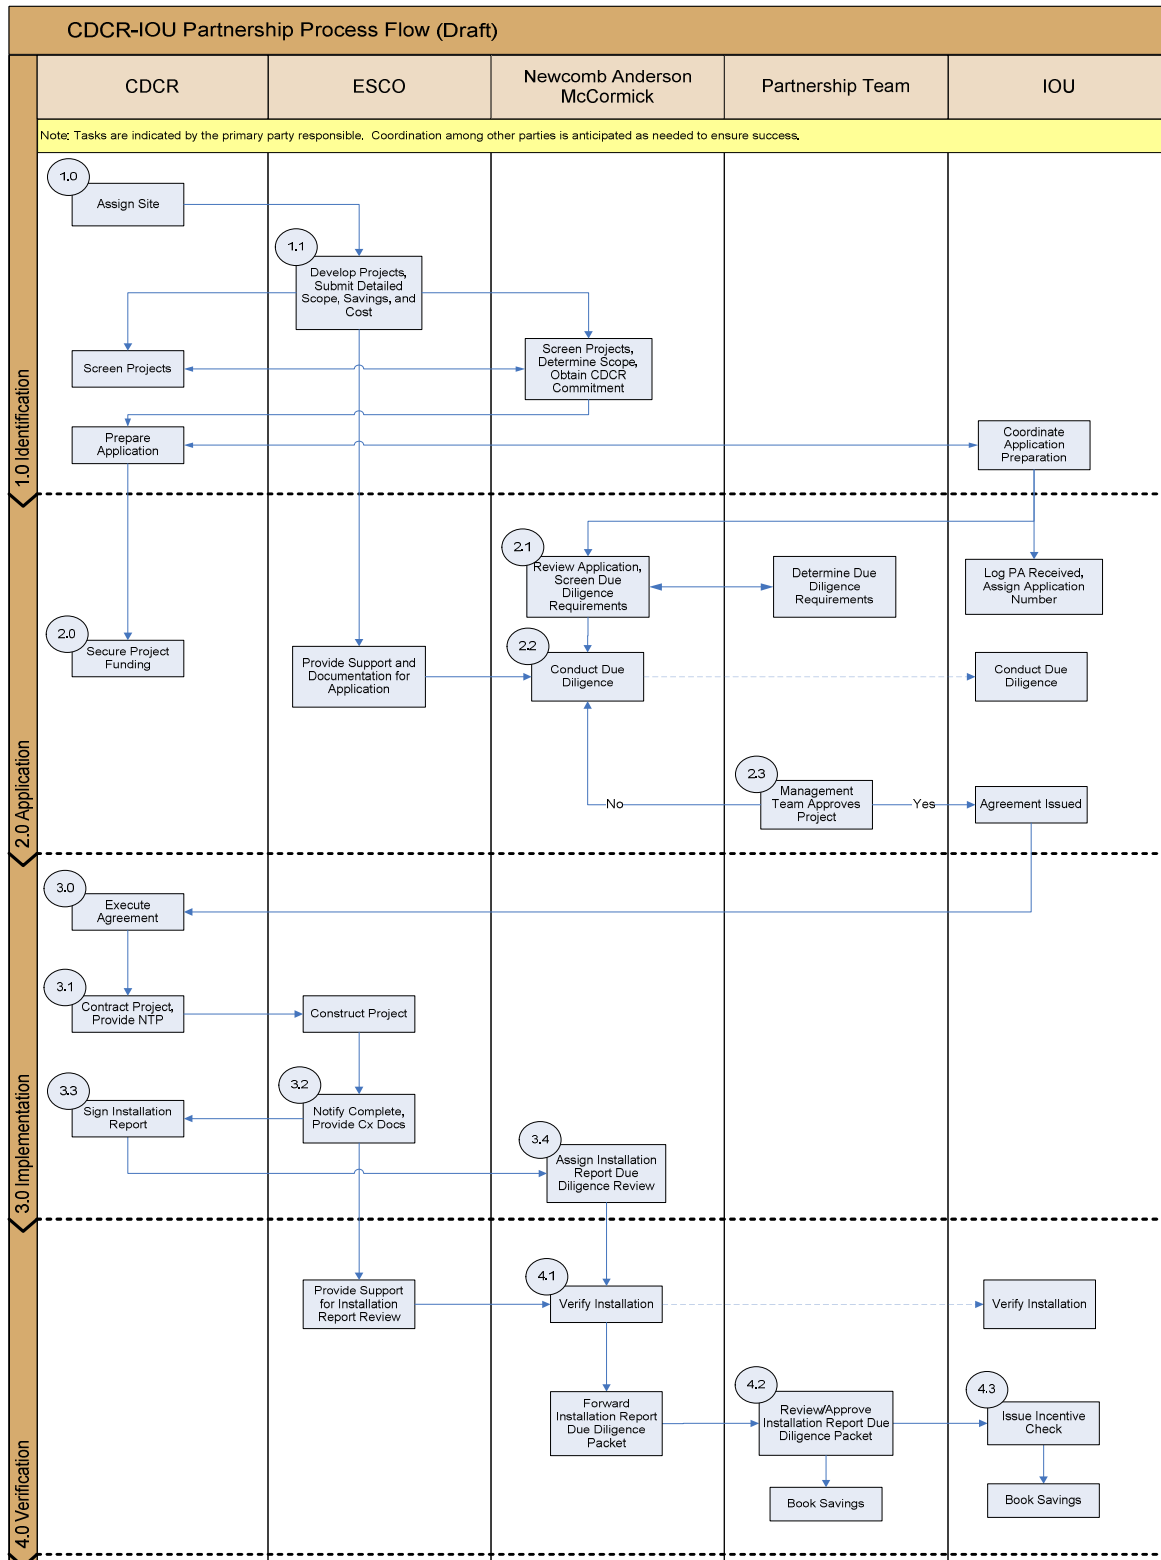 CDCR-IOU Partnership Process Flow (Draft)
CDCR
ESCO
Newcomb Anderson
McCormick
Partnership Team
IOU
Note: Tasks are indicated by the primary party responsible. Coordination among other parties is anticipated as needed to ensure success.
1.0 Identification
1.0
Assign Site
1.1
Develop Projects,
Submit Detailed
Scope, Savings, and
Cost
Screen Projects
Screen Projects,
Determine Scope,
Obtain CDCR
Commitment
Prepare
Application
Coordinate
Application
Preparation
2.0 Application
2.1
Review Application,
Screen Due
Diligence
Requirements
Determine Due
Diligence
Requirements
Log PA Received,
Assign Application
Number
2.0
Secure Project
Funding
Provide Support and
Documentation for
Application
2.2
Conduct Due
Diligence
Conduct Due
Diligence
2.3
Management
Team Approves
Project
No
Yes
Agreement Issued
3.0 Implementation
3.0
Execute
Agreement
3.1
Contract Project,
Provide NTP
Construct Project
3.3
Sign Installation
Report
3.2
Notify Complete,
Provide Cx Docs
3.4
Assign Installation
Report Due
Diligence Review
4.0 Verification
Provide Support
for Installation
Report Review
4.1
Verify Installation
Verify Installation
Forward
Installation Report
Due Diligence
Packet
4.2
Review/Approve
Installation Report Due
Diligence Packet
4.3
Issue Incentive
Check
Book Savings
Book Savings